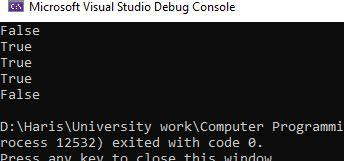 Microsoft Visual Studio Debug Console
False
True
True
True
False
D:\Haris\University work\Computer Programmi
rocess 12532) exited with code 0.
Press any key to close this window